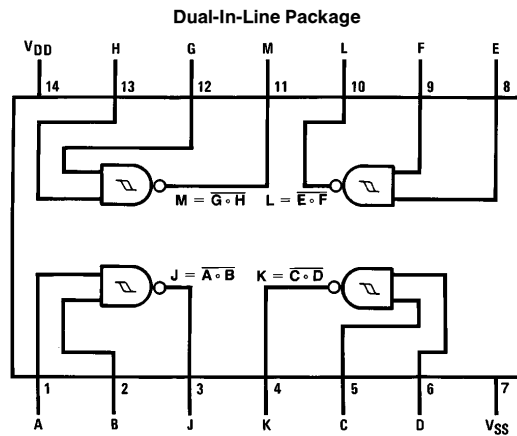 Dual-In-Line Package
VDD H G M L F E
14 13 12 11 10 9 8
M = G∘H L = E∘F
J = A∘B K = C∘D
1 2 3 4 5 6 7
A B J K C D VSS